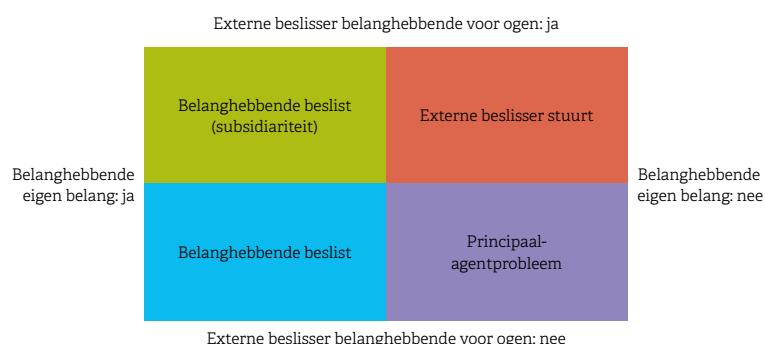 Externe beslisser belanghebbende voor ogen: ja
Belanghebbende beslist
(subsidiariteit)
Externe beslisser stuurt
Belanghebbende
eigen belang: ja
Belanghebbende
eigen belang: nee
Belanghebbende beslist
Principaal-
agentprobleem
Externe beslisser belanghebbende voor ogen: nee